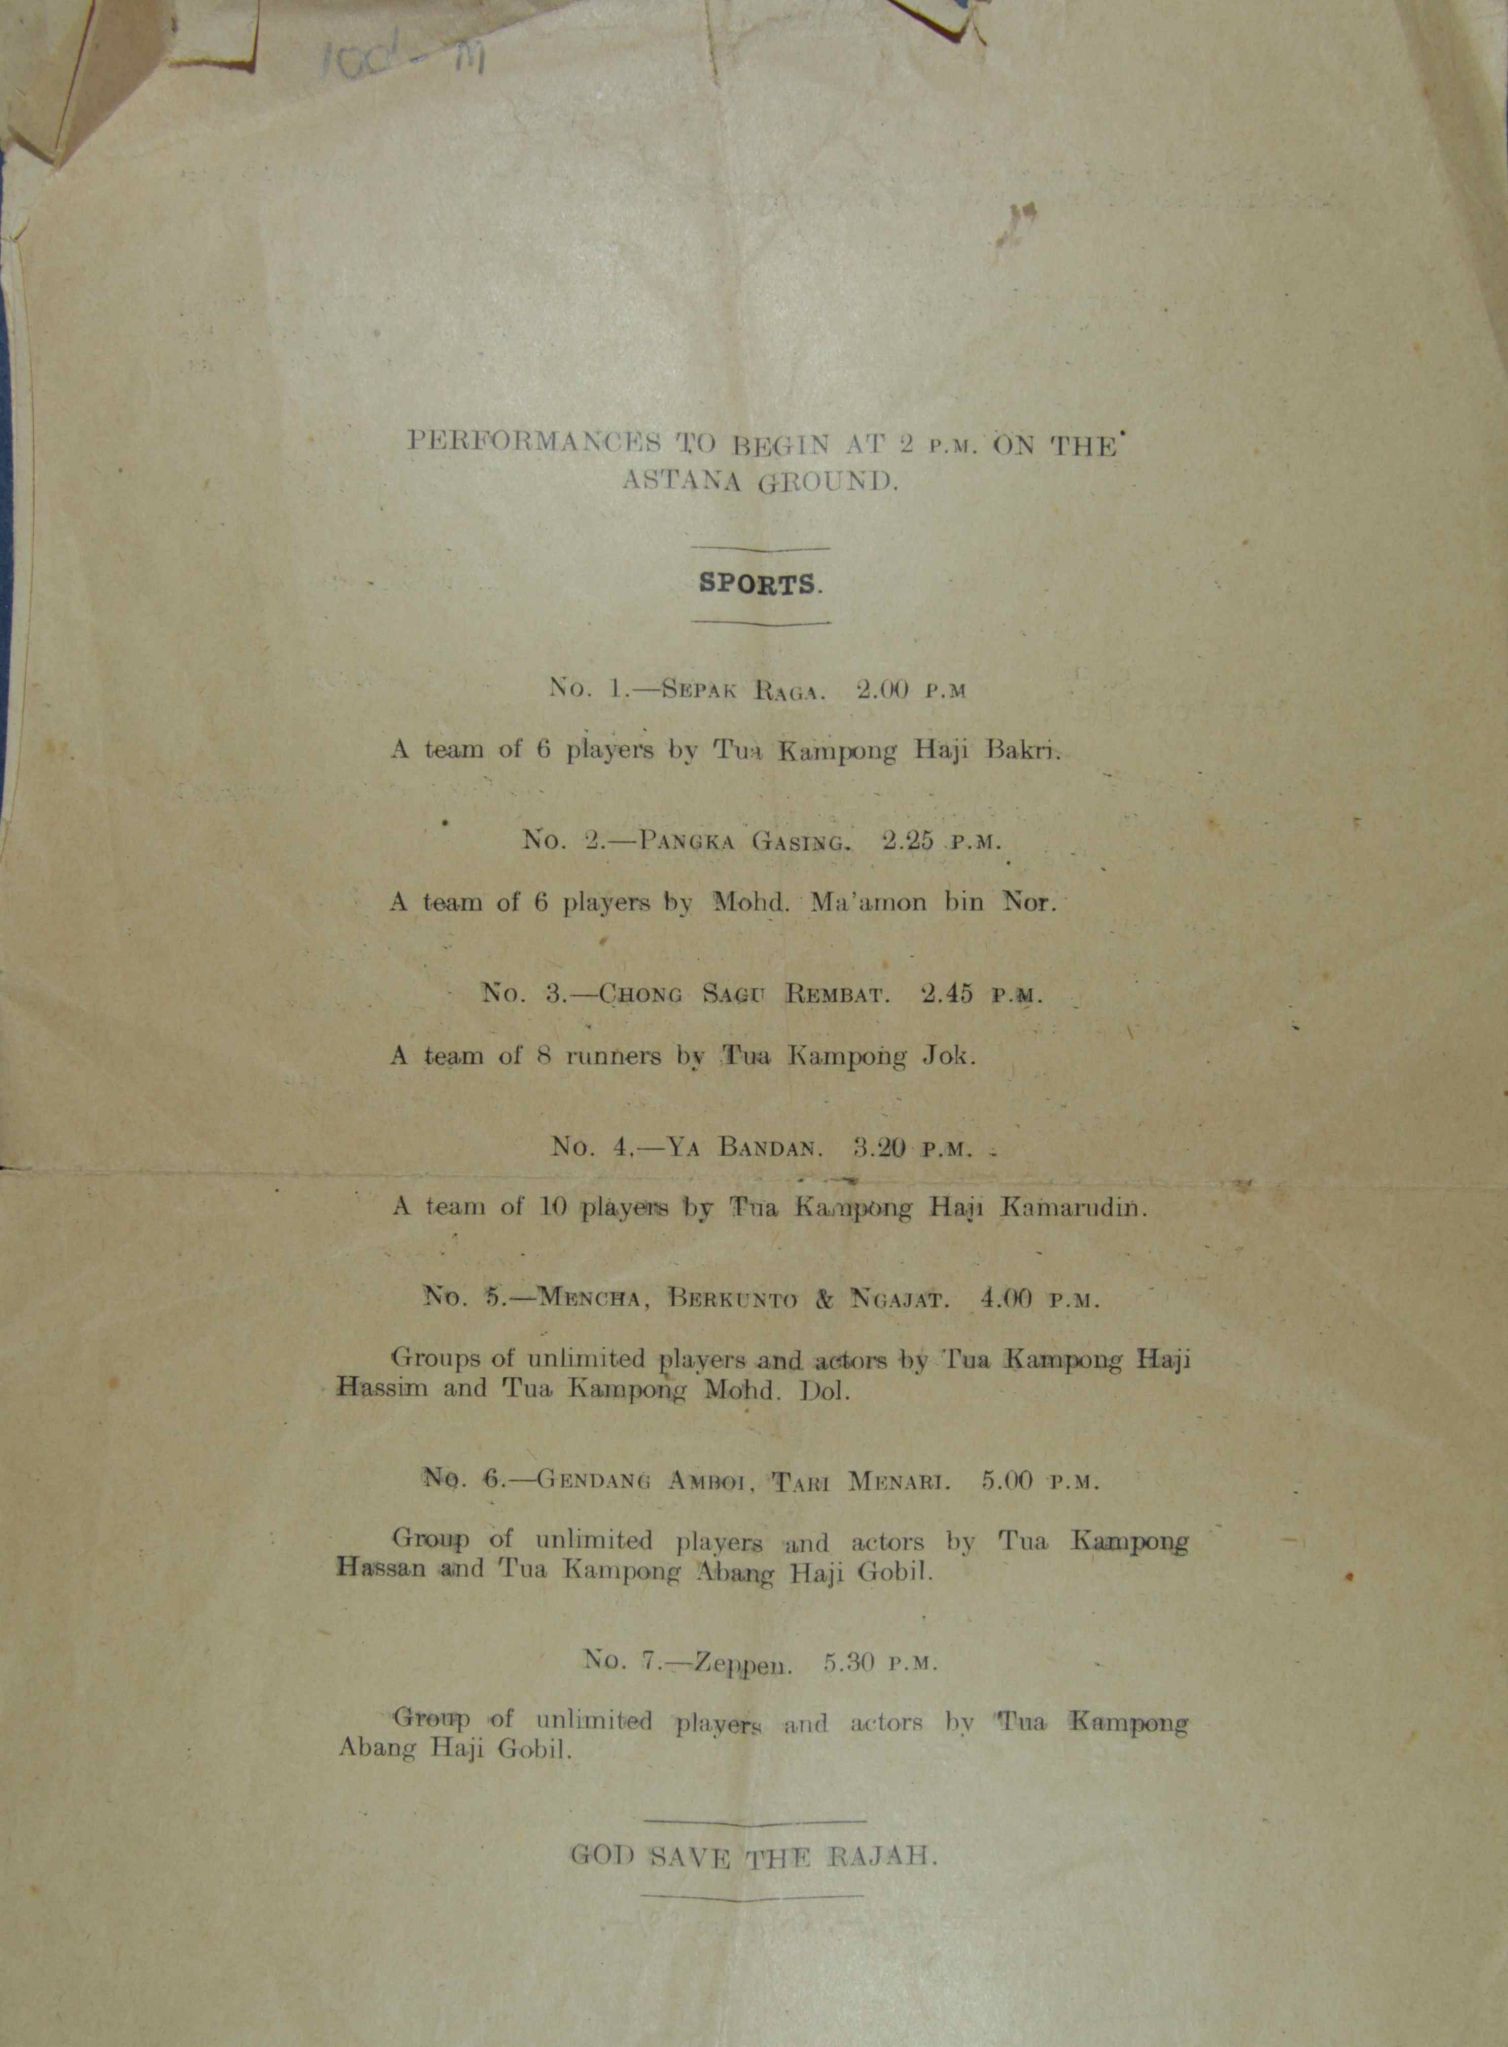 PERFORMANCES TO BEGIN AT 2 P.M. ON THE
ASTANA GROUND.
SPORTS.
No. 1.—SEPAK RAGA. 2.00 P.M
A team of 6 players by Tua Kampong Haji Bakri.
No. 2.—PANGKA GASING. 2.25 P.M.
A team of 6 players by Mohd. Ma'amon bin Nor.
No. 3.—CHONG SAGU REMBAT. 2.45 P.M.
A team of 8 runners by Tua Kampong Jok.
No. 4.—YA BANDAN. 3.20 P.M.
A team of 10 players by Tua Kampong Haji Kamarudin.
No. 5.—MENCHA, BERKUNTO & NGAJAT. 4.00 P.M.
Groups of unlimited players and actors by Tua Kampong Haji
Hassim and Tua Kampong Mohd. Dol.
No. 6.—GENDANG AMBOI, TARI MENARI. 5.00 P.M.
Group of unlimited players and actors by Tua Kampong
Hassan and Tua Kampong Abang Haji Gobil.
No. 7.—Zeppen. 5.30 P.M.
Group of unlimited players and actors by Tua Kampong
Abang Haji Gobil.
GOD SAVE THE RAJAH.